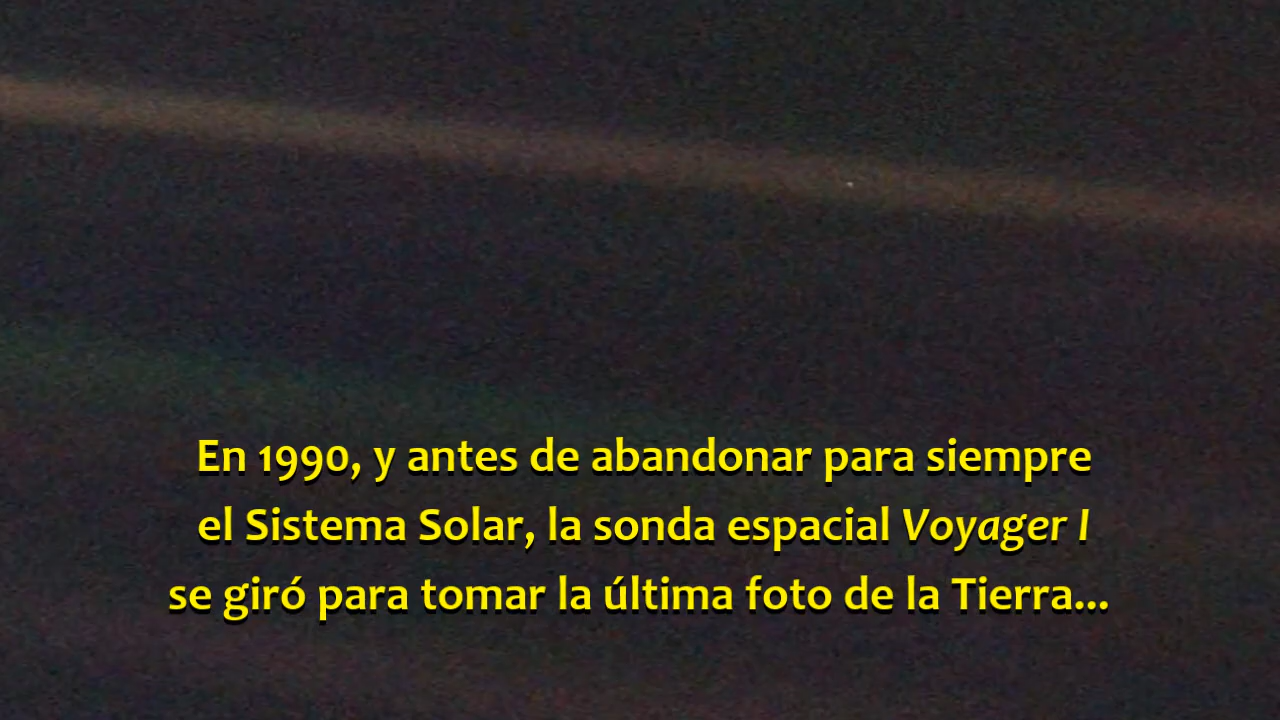 En 1990, y antes de abandonar para siempre
el Sistema Solar, la sonda espacial Voyager I
se giró para tomar la última foto de la Tierra...